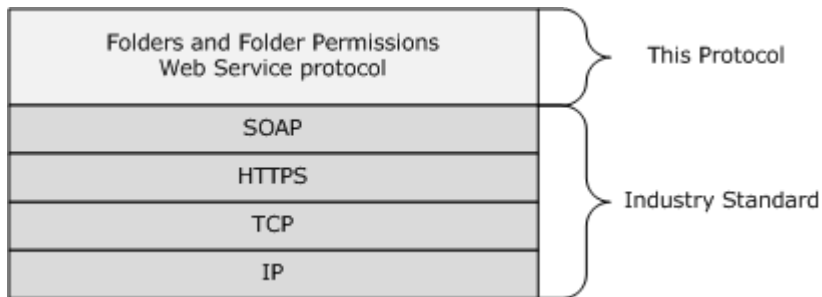 Folders and Folder Permissions
Web Service protocol
This Protocol
SOAP
HTTPS
TCP
IP
Industry Standard